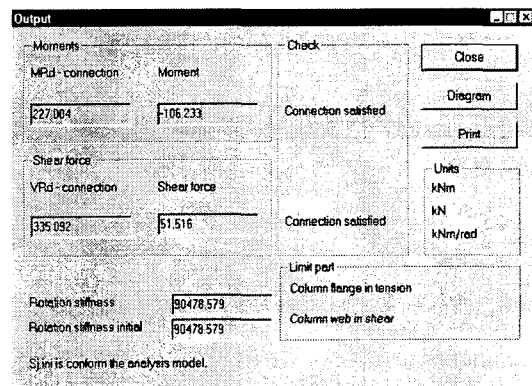 Output
Moments
MRd - connection Moment
227.004 -106.233
Shear force
VRd - connection Shear force
335.092 51.516
Check
Connection satisfied
Connection satisfied
Close
Diagram
Print
Units
kNm
kN
kNm/rad
Rotation stiffness 90478.579
Rotation stiffness initial 90478.579
Sj.ini is conform the analysis model.
Limit part
Column flange in tension
Column web in shear